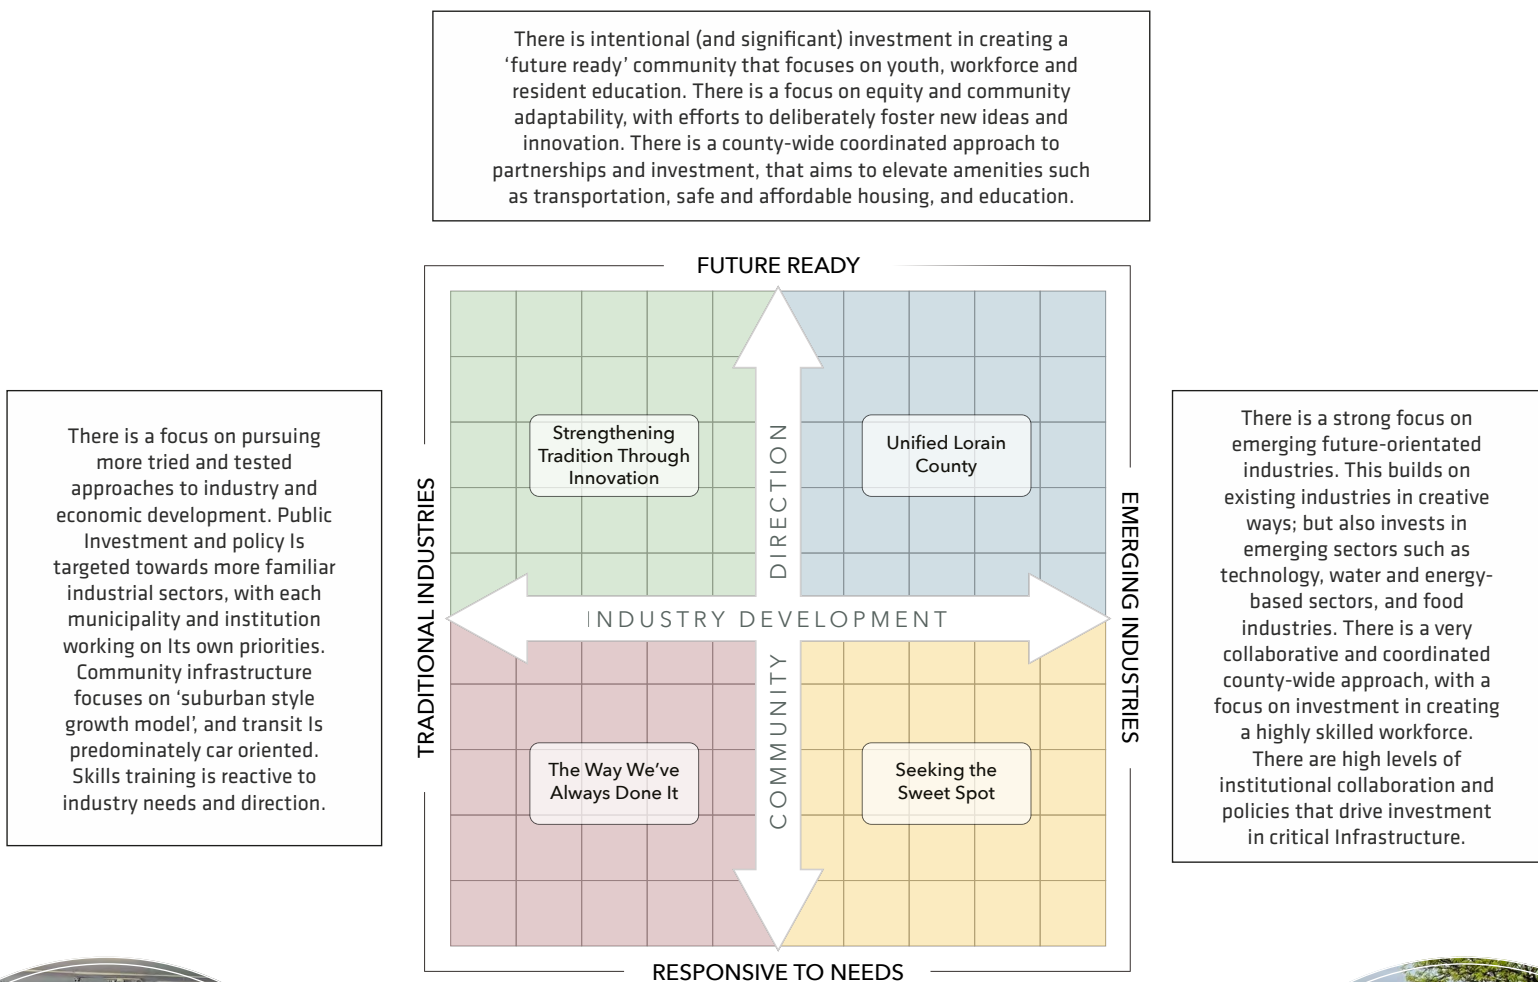 There is intentional (and significant) investment in creating a
‘future ready’ community that focuses on youth, workforce and
resident education. There is a focus on equity and community
adaptability, with efforts to deliberately foster new ideas and
innovation. There is a county-wide coordinated approach to
partnerships and investment, that aims to elevate amenities such
as transportation, safe and affordable housing, and education.
FUTURE READY
There is a focus on pursuing
more tried and tested
approaches to industry and
economic development. Public
Investment and policy Is
targeted towards more familiar
industrial sectors, with each
municipality and institution
working on Its own priorities.
Community infrastructure
focuses on ‘suburban style
growth model’, and transit Is
predominately car oriented.
Skills training is reactive to
industry needs and direction.
TRADITIONAL INDUSTRIES
Strengthening
Tradition Through
Innovation
Unified Lorain
County
COMMUNITY DIRECTION
INDUSTRY DEVELOPMENT
The Way We’ve
Always Done It
Seeking the
Sweet Spot
EMERGING INDUSTRIES
There is a strong focus on
emerging future-orientated
industries. This builds on
existing industries in creative
ways; but also invests in
emerging sectors such as
technology, water and energy-
based sectors, and food
industries. There is a very
collaborative and coordinated
county-wide approach, with a
focus on investment in creating
a highly skilled workforce.
There are high levels of
institutional collaboration and
policies that drive investment
in critical Infrastructure.
RESPONSIVE TO NEEDS